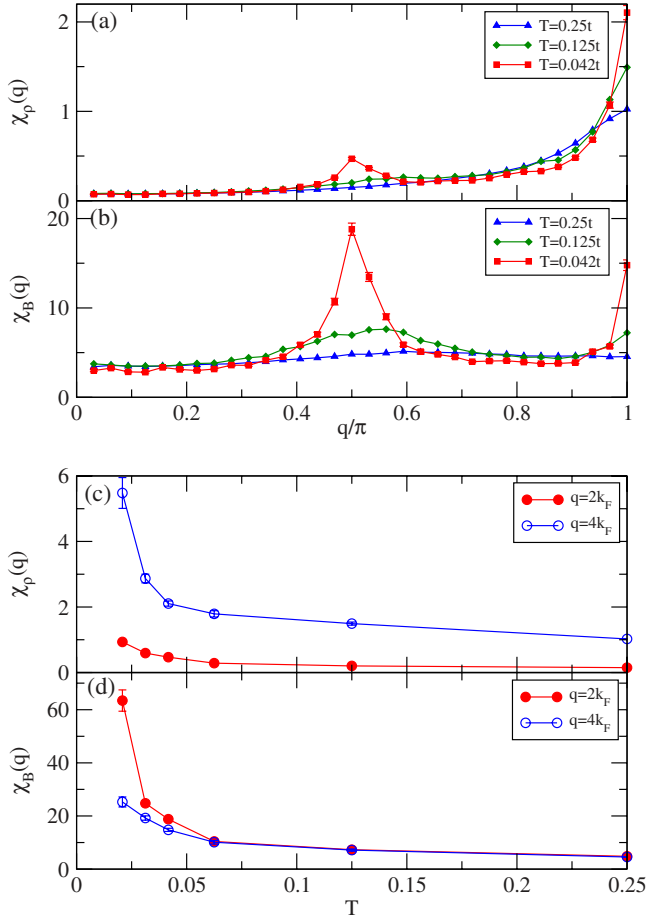 (a)
T=0.25t
T=0.125t
T=0.042t
χρ(q)
2
1
0
(b)
T=0.25t
T=0.125t
T=0.042t
χB(q)
20
10
0
0 0.2 0.4 0.6 0.8 1
q/π
(c)
q=2kF
q=4kF
χρ(q)
6
4
2
0
(d)
q=2kF
q=4kF
χB(q)
60
40
20
0
0 0.05 0.1 0.15 0.2 0.25
T